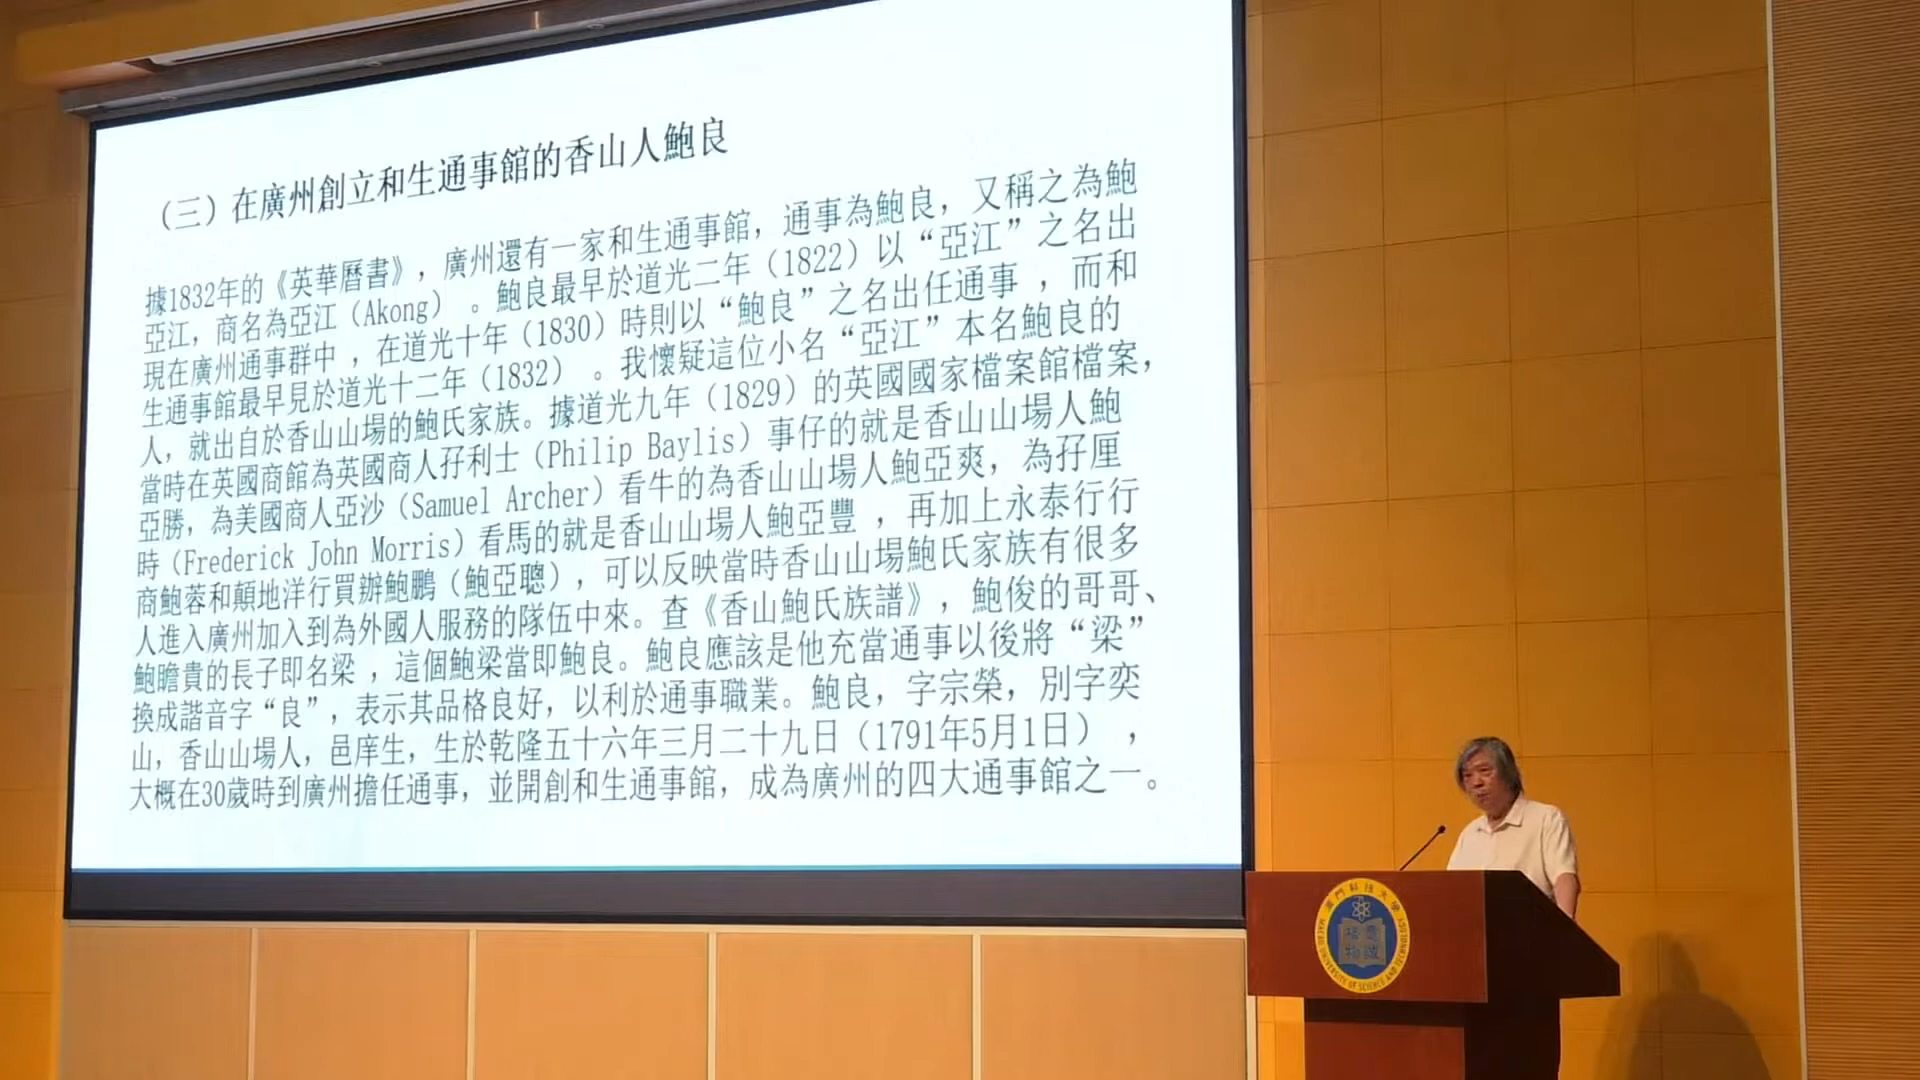 （三）在廣州創立和生通事館的香山人鮑良
據1832年的《英華曆書》，廣州還有一家和生通事館，通事為鮑良，又稱之為鮑
亞江，商名為亞江（Akong）。鮑良最早於道光二年（1822）以“亞江”之名出
現在廣州通事群中，在道光十年（1830）時則以“鮑良”之名出任通事，而和
生通事館最早見於道光十二年（1832）。我懷疑這位小名“亞江”本名鮑良的
人，就出自於香山山場的鮑氏家族。據道光九年（1829）的英國國家檔案館檔案，
當時在英國商館為英國商人孖利士（Philip Baylis）事仔的就是香山山場人鮑
亞勝，為美國商人亞沙（Samuel Archer）看牛的為香山山場人鮑亞爽，為孖厘
時（Frederick John Morris）看馬的就是香山山場人鮑亞豐，再加上永泰行行
商鮑蓉和顛地洋行買辦鮑鵬（鮑亞聰），可以反映當時香山山場鮑氏家族有很多
人進入廣州加入到為外國人服務的隊伍中來。查《香山鮑氏族譜》，鮑俊的哥哥、
鮑瞻貴的長子即名梁，這個鮑梁當即鮑良。鮑良應該是他充當通事以後將“梁”
換成諧音字“良”，表示其品格良好，以利於通事職業。鮑良，字宗榮，別字奕
山，香山山場人，邑庠生，生於乾隆五十六年三月二十九日（1791年5月1日），
大概在30歲時到廣州擔任通事，並開創和生通事館，成為廣州的四大通事館之一。
澳門科技大學
意誠
格物
MACAU UNIVERSITY OF SCIENCE AND TECHNOLOGY